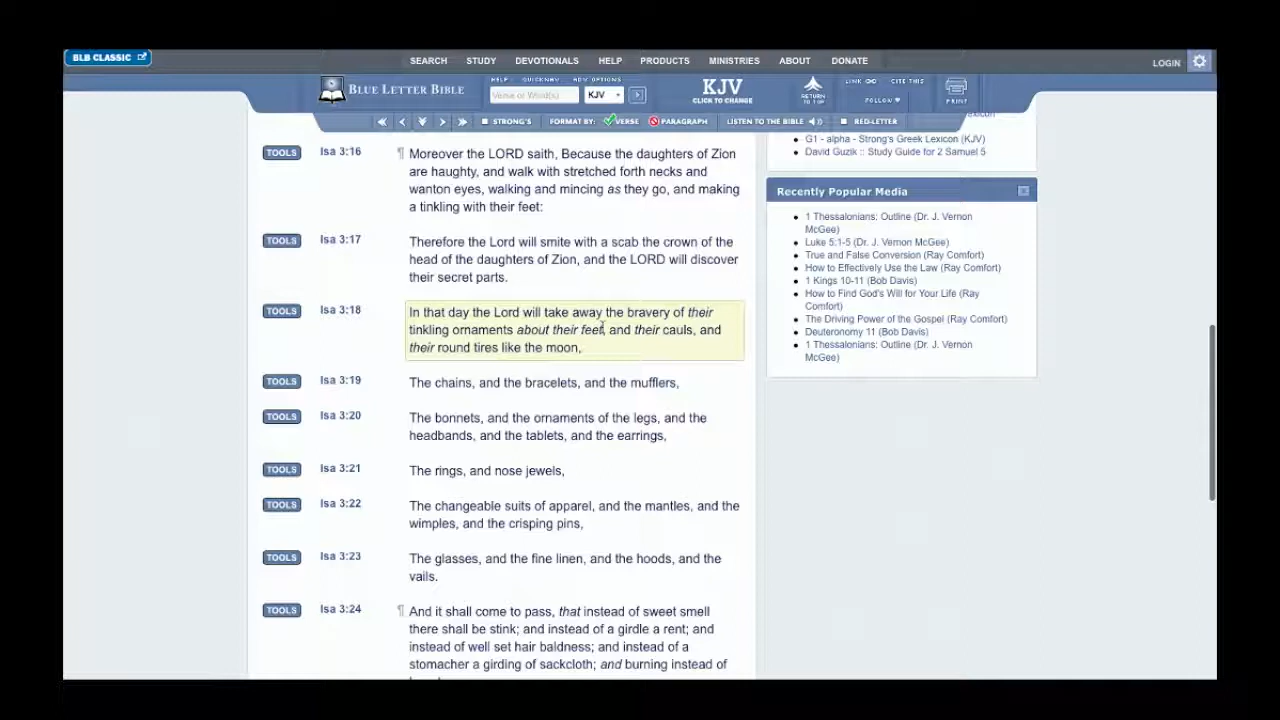 BLB CLASSIC
SEARCH STUDY DEVOTIONALS HELP PRODUCTS MINISTRIES ABOUT DONATE
LOGIN
HELP QUICKNAV ADV OPTIONS
BLUE LETTER BIBLE
Verse or Word(s)
KJV
KJV
CLICK TO CHANGE
RETURN
TO TOP
LINK CITE THIS
FOLLOW
PRINT
STRONG'S FORMAT BY: VERSE PARAGRAPH LISTEN TO THE BIBLE RED-LETTER
TOOLS Isa 3:16 ¶ Moreover the LORD saith, Because the daughters of Zion
are haughty, and walk with stretched forth necks and
wanton eyes, walking and mincing as they go, and making
a tinkling with their feet:
TOOLS Isa 3:17 Therefore the Lord will smite with a scab the crown of the
head of the daughters of Zion, and the LORD will discover
their secret parts.
TOOLS Isa 3:18 In that day the Lord will take away the bravery of their
tinkling ornaments about their feet, and their cauls, and
their round tires like the moon,
TOOLS Isa 3:19 The chains, and the bracelets, and the mufflers,
TOOLS Isa 3:20 The bonnets, and the ornaments of the legs, and the
headbands, and the tablets, and the earrings,
TOOLS Isa 3:21 The rings, and nose jewels,
TOOLS Isa 3:22 The changeable suits of apparel, and the mantles, and the
wimples, and the crisping pins,
TOOLS Isa 3:23 The glasses, and the fine linen, and the hoods, and the
vails.
TOOLS Isa 3:24 ¶ And it shall come to pass, that instead of sweet smell
there shall be stink; and instead of a girdle a rent; and
instead of well set hair baldness; and instead of a
stomacher a girding of sackcloth; and burning instead of
G1 - alpha - Strong's Greek Lexicon (KJV)
David Guzik :: Study Guide for 2 Samuel 5
Recently Popular Media
1 Thessalonians: Outline (Dr. J. Vernon
McGee)
Luke 5:1-5 (Dr. J. Vernon McGee)
True and False Conversion (Ray Comfort)
How to Effectively Use the Law (Ray Comfort)
1 Kings 10-11 (Bob Davis)
How to Find God's Will for Your Life (Ray
Comfort)
The Driving Power of the Gospel (Ray Comfort)
Deuteronomy 11 (Bob Davis)
1 Thessalonians: Outline (Dr. J. Vernon
McGee)